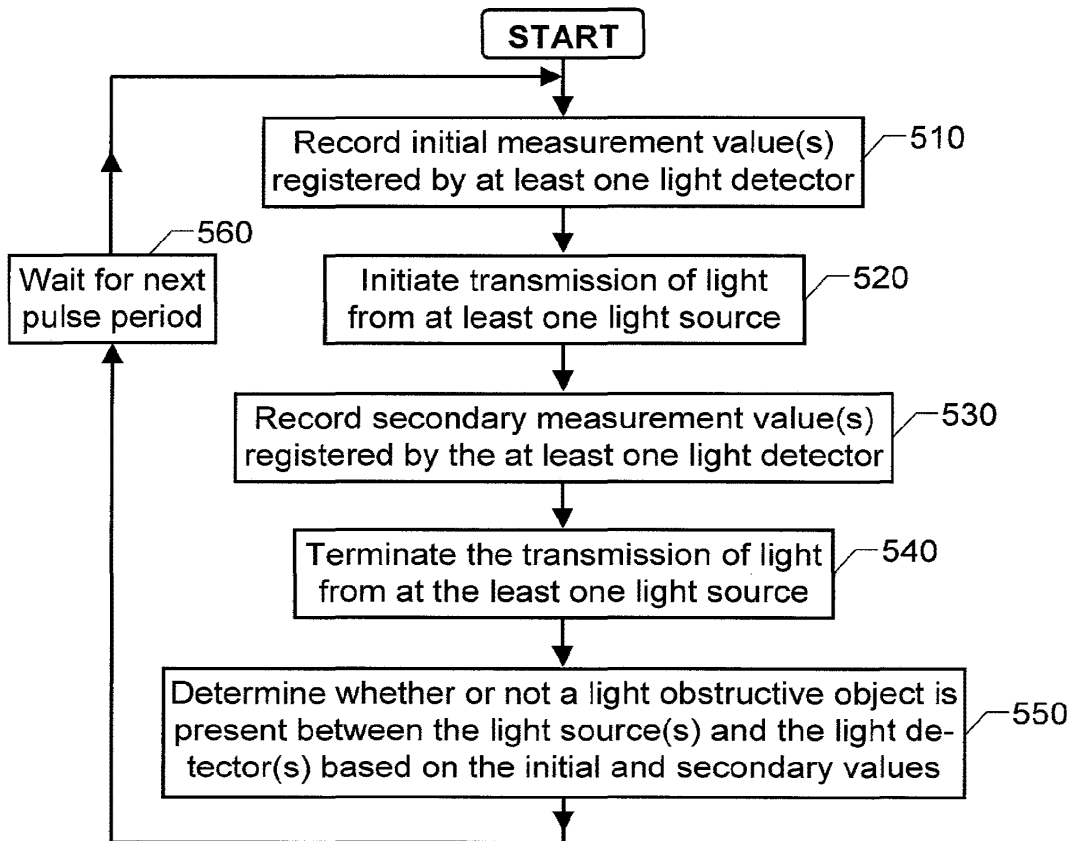 START
Record initial measurement value(s)
registered by at least one light detector
510
Initiate transmission of light
from at least one light source
520
Record secondary measurement value(s)
registered by the at least one light detector
530
Terminate the transmission of light
from at the least one light source
540
Determine whether or not a light obstructive object is
present between the light source(s) and the light de-
tector(s) based on the initial and secondary values
550
560
Wait for next
pulse period